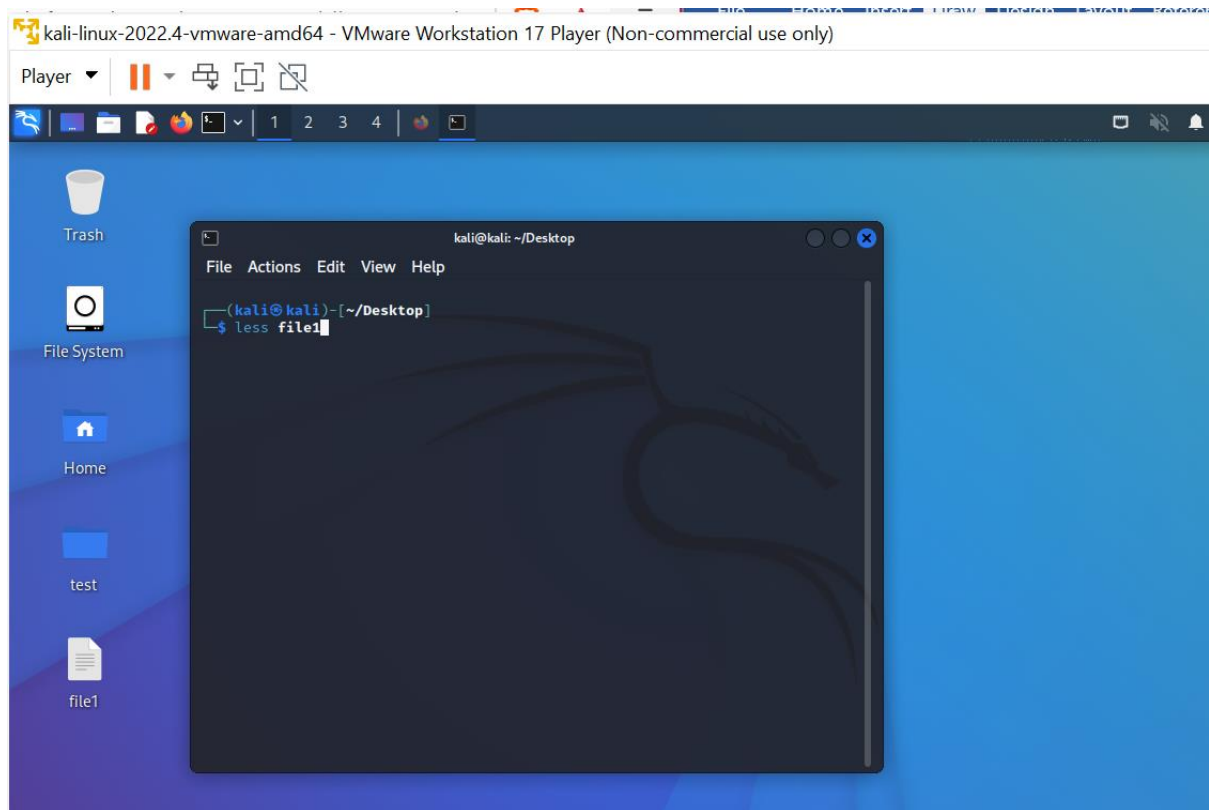 kali-linux-2022.4-vmware-amd64 - VMware Workstation 17 Player (Non-commercial use only)
Player
1 2 3 4
Trash
kali@kali: ~/Desktop
File Actions Edit View Help
File System
┌──(kali㉿kali)-[~/Desktop]
└─$ less file1
Home
test
file1